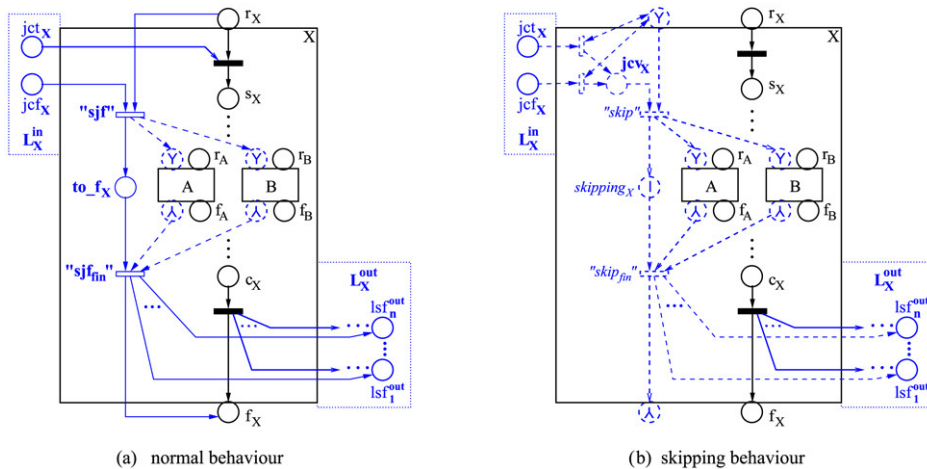 r_X
X
jct_X
jcf_X
L_X^in
s_X
"sjf"
Y
r_A
Y
r_B
A
B
to_f_X
f_A
f_B
"sjf_fin"
c_X
L_X^out
lsf_n^out
lsf_1^out
f_X
(a) normal behaviour
Y
r_X
X
jct_X
jcv_X
jcf_X
L_X^in
s_X
"skip"
Y
r_A
Y
r_B
A
B
skipping_X
f_A
f_B
"skip_fin"
c_X
L_X^out
lsf_n^out
lsf_1^out
f_X
(b) skipping behaviour